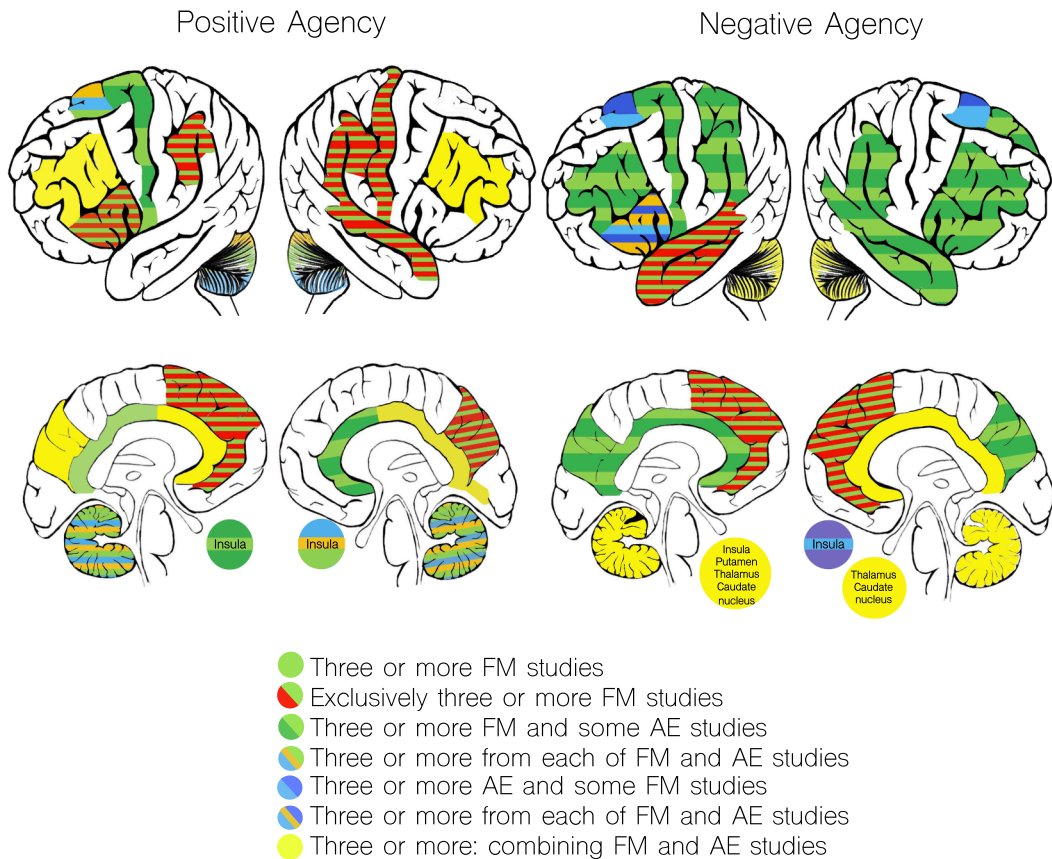 Positive Agency
Negative Agency
Insula
Insula
Insula
Putamen
Thalamus
Caudate
nucleus
Insula
Thalamus
Caudate
nucleus
Three or more FM studies
Exclusively three or more FM studies
Three or more FM and some AE studies
Three or more from each of FM and AE studies
Three or more AE and some FM studies
Three or more from each of FM and AE studies
Three or more: combining FM and AE studies